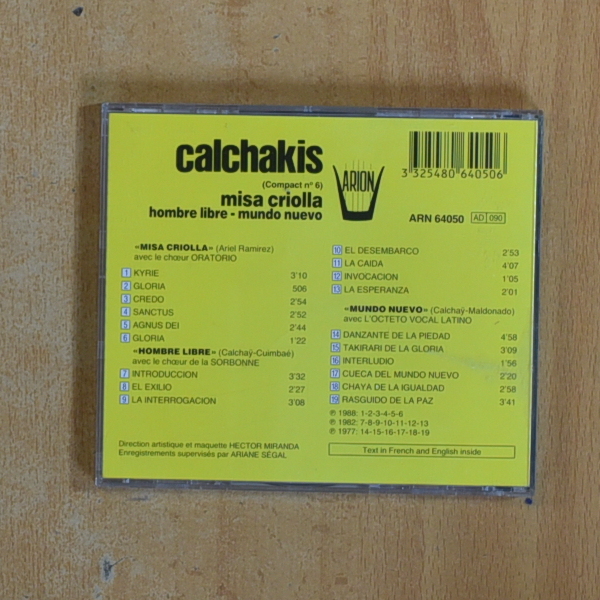 calchakis
(Compact nº 6)
misa criolla
hombre libre - mundo nuevo
ARION
3 325480 640506
ARN 64050 AD 090
«MISA CRIOLLA» (Ariel Ramirez)
avec le chœur ORATORIO
1 KYRIE 3'10
2 GLORIA 506
3 CREDO 2'54
4 SANCTUS 2'52
5 AGNUS DEI 2'44
6 GLORIA 1'22
«HOMBRE LIBRE» (Calchaÿ-Cuimbaé)
avec le chœur de la SORBONNE
7 INTRODUCCION 3'32
8 EL EXILIO 2'27
9 LA INTERROGACION 3'08
10 EL DESEMBARCO 2'53
11 LA CAIDA 4'07
12 INVOCACION 1'05
13 LA ESPERANZA 2'01
«MUNDO NUEVO» (Calchaÿ-Maldonado)
avec L'OCTETO VOCAL LATINO
14 DANZANTE DE LA PIEDAD 4'58
15 TAKIRARI DE LA GLORIA 3'09
16 INTERLUDIO 1'56
17 CUECA DEL MUNDO NUEVO 2'20
18 CHAYA DE LA IGUALDAD 2'58
19 RASGUIDO DE LA PAZ 3'41
℗ 1988: 1-2-3-4-5-6
℗ 1982: 7-8-9-10-11-12-13
℗ 1977: 14-15-16-17-18-19
Direction artistique et maquette HECTOR MIRANDA
Enregistrements supervisés par ARIANE SÉGAL
Text in French and English inside